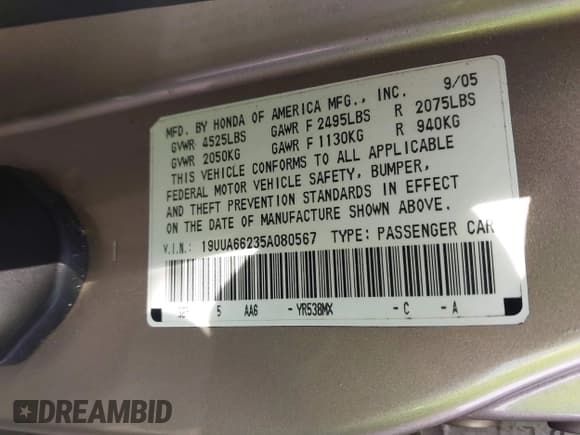 MFD. BY HONDA OF AMERICA MFG., INC. 9/05
GVWR 4525LBS GAWR F 2495LBS R 2075LBS
GVWR 2050KG GAWR F 1130KG R 940KG
THIS VEHICLE CONFORMS TO ALL APPLICABLE
FEDERAL MOTOR VEHICLE SAFETY, BUMPER,
AND THEFT PREVENTION STANDARDS IN EFFECT
ON THE DATE OF MANUFACTURE SHOWN ABOVE.
V.I.N.: 19UUA66235A080567 TYPE: PASSENGER CAR
5 AA6 - YR538MX - C - A
DREAMBID